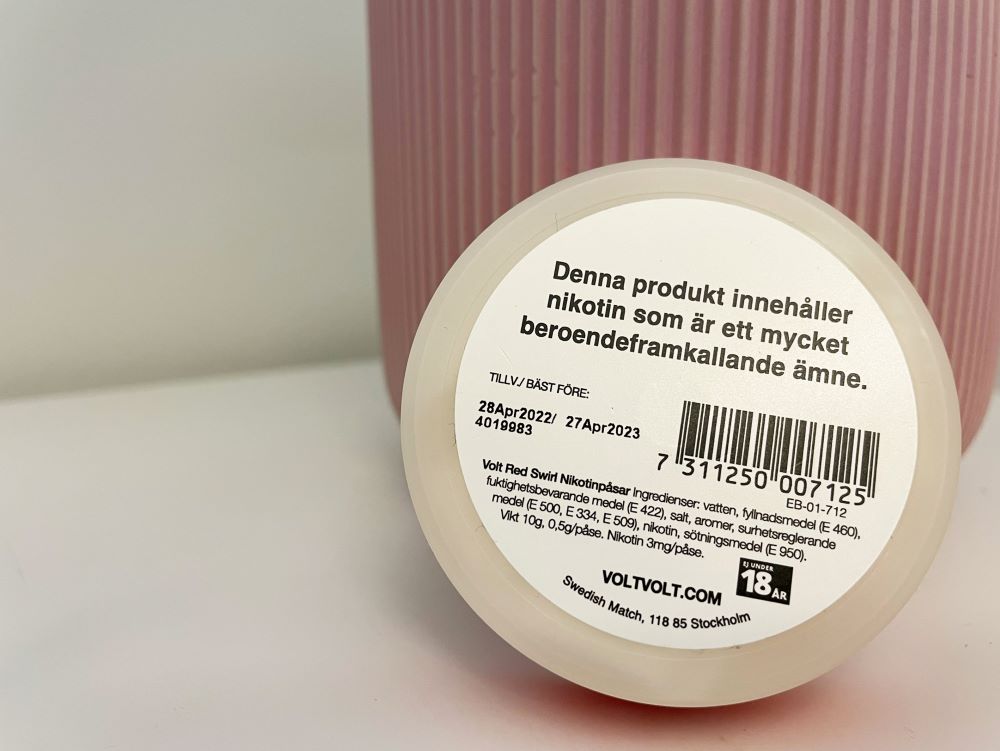 Denna produkt innehåller
nikotin som är ett mycket
beroendeframkallande ämne.
TILLV./ BÄST FÖRE:
28Apr2022/ 27Apr2023
4019983
7 311250 007125
EB-01-712
Volt Red Swirl Nikotinpåsar Ingredienser: vatten, fyllnadsmedel (E 460),
fuktighetsbevarande medel (E 422), salt, aromer, surhetsreglerande
medel (E 500, E 334, E 509), nikotin, sötningsmedel (E 950).
Vikt 10g, 0,5g/påse. Nikotin 3mg/påse.
EJ UNDER
18 ÅR
VOLTVOLT.COM
Swedish Match, 118 85 Stockholm